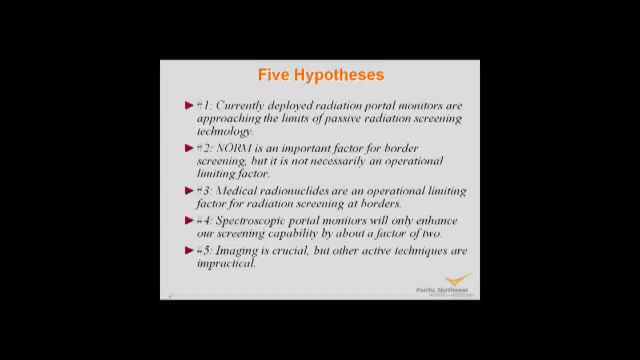 Five Hypotheses
#1: Currently deployed radiation portal monitors are
approaching the limits of passive radiation screening
technology.
#2: NORM is an important factor for border
screening, but it is not necessarily an operational
limiting factor.
#3: Medical radionuclides are an operational limiting
factor for radiation screening at borders.
#4: Spectroscopic portal monitors will only enhance
our screening capability by about a factor of two.
#5: Imaging is crucial, but other active techniques are
impractical.
Pacific Northwest